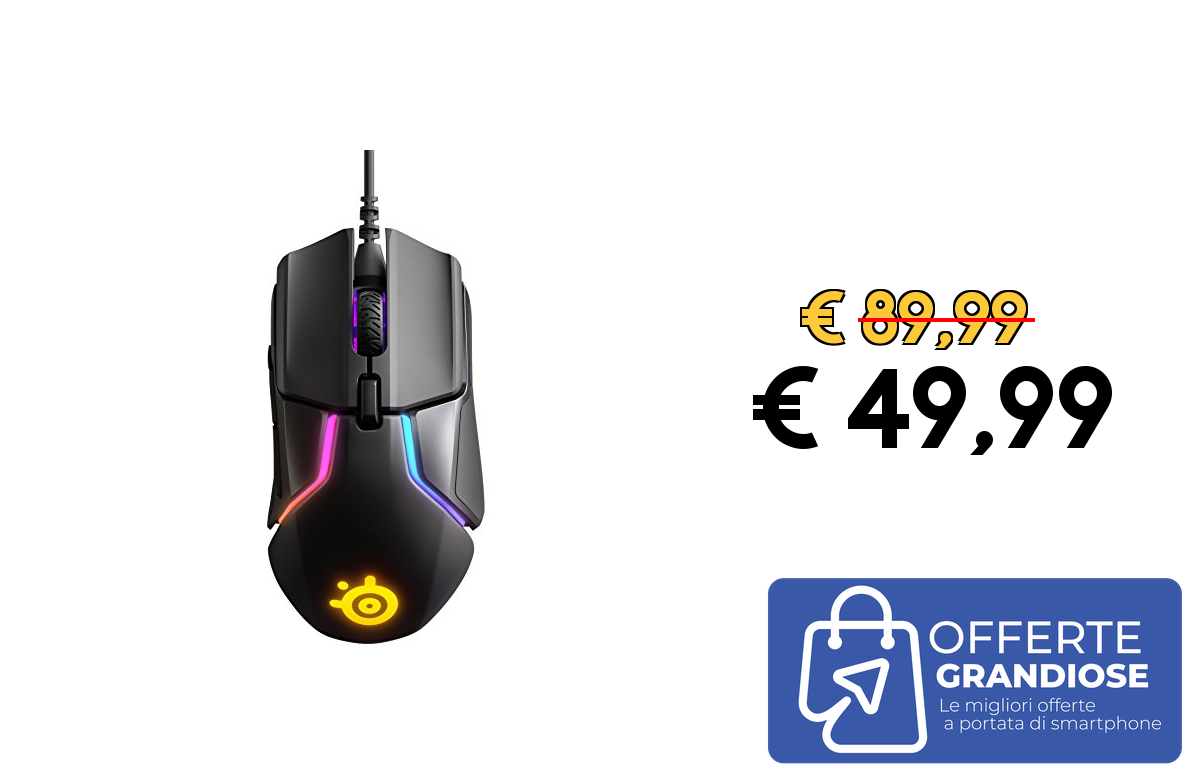 € 89,99
€ 49,99
OFFERTE
GRANDIOSE
Le migliori offerte
a portata di smartphone